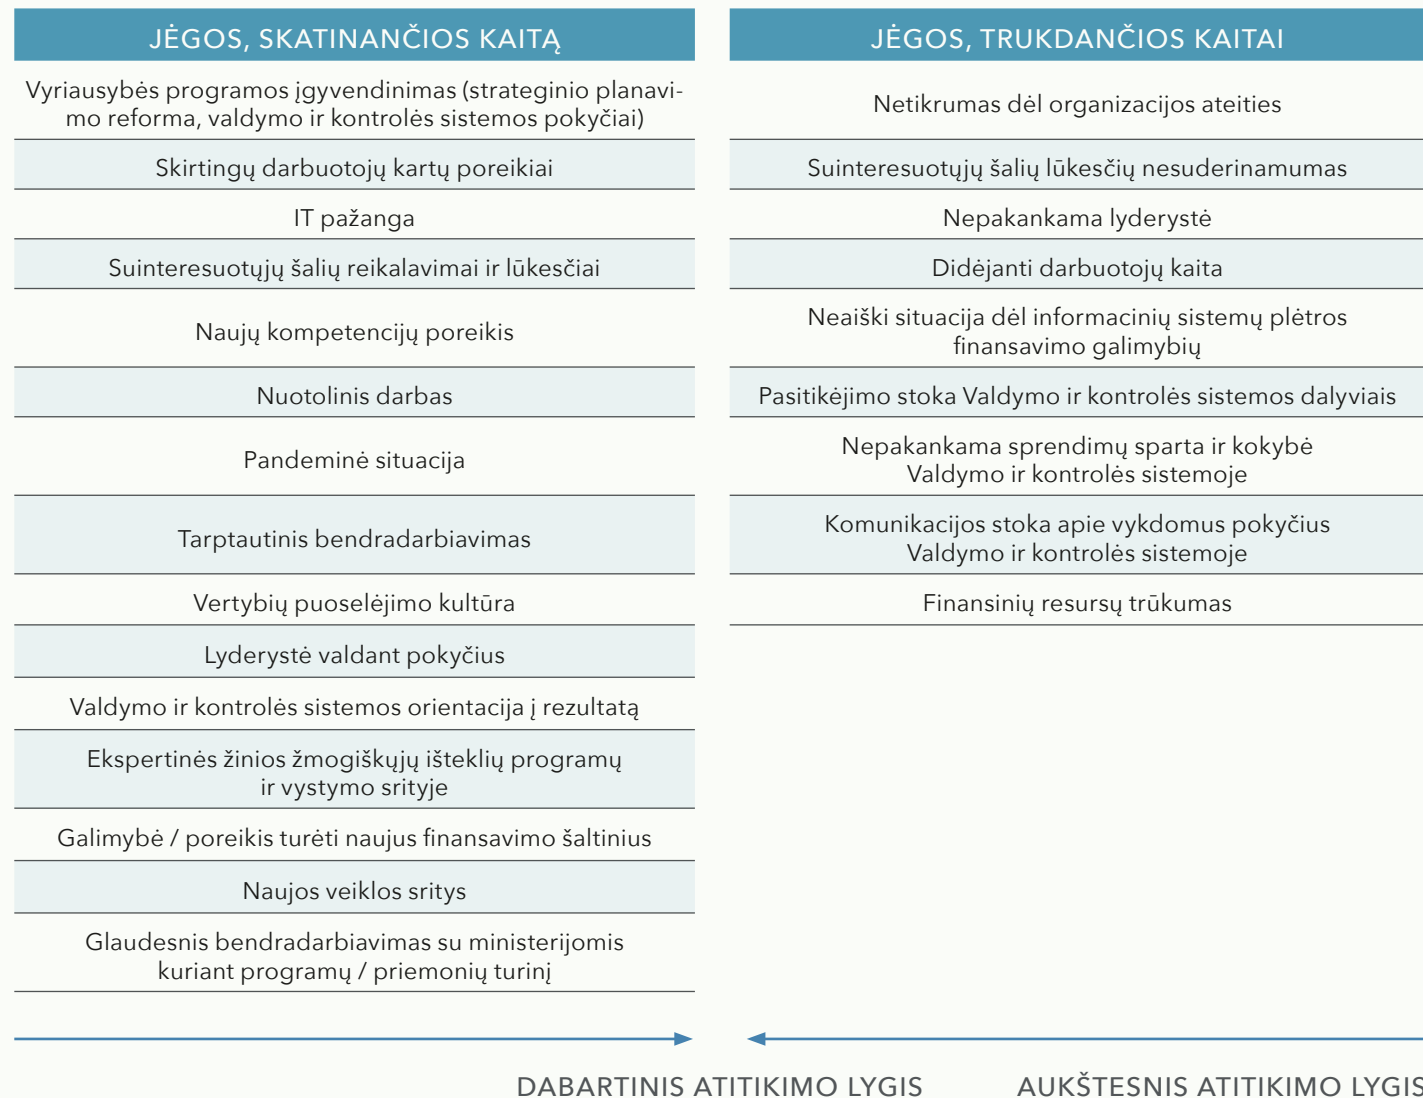 JĖGOS, SKATINANČIOS KAITĄ
Vyriausybės programos įgyvendinimas (strateginio planavi-
mo reforma, valdymo ir kontrolės sistemos pokyčiai)
Skirtingų darbuotojų kartų poreikiai
IT pažanga
Suinteresuotųjų šalių reikalavimai ir lūkesčiai
Naujų kompetencijų poreikis
Nuotolinis darbas
Pandeminė situacija
Tarptautinis bendradarbiavimas
Vertybių puoselėjimo kultūra
Lyderystė valdant pokyčius
Valdymo ir kontrolės sistemos orientacija į rezultatą
Ekspertinės žinios žmogiškųjų išteklių programų
ir vystymo srityje
Galimybė / poreikis turėti naujus finansavimo šaltinius
Naujos veiklos sritys
Glaudesnis bendradarbiavimas su ministerijomis
kuriant programų / priemonių turinį
JĖGOS, TRUKDANČIOS KAITAI
Netikrumas dėl organizacijos ateities
Suinteresuotųjų šalių lūkesčių nesuderinamumas
Nepakankama lyderystė
Didėjanti darbuotojų kaita
Neaiški situacija dėl informacinių sistemų plėtros
finansavimo galimybių
Pasitikėjimo stoka Valdymo ir kontrolės sistemos dalyviais
Nepakankama sprendimų sparta ir kokybė
Valdymo ir kontrolės sistemoje
Komunikacijos stoka apie vykdomus pokyčius
Valdymo ir kontrolės sistemoje
Finansinių resursų trūkumas
DABARTINIS ATITIKIMO LYGIS
AUKŠTESNIS ATITIKIMO LYGIS